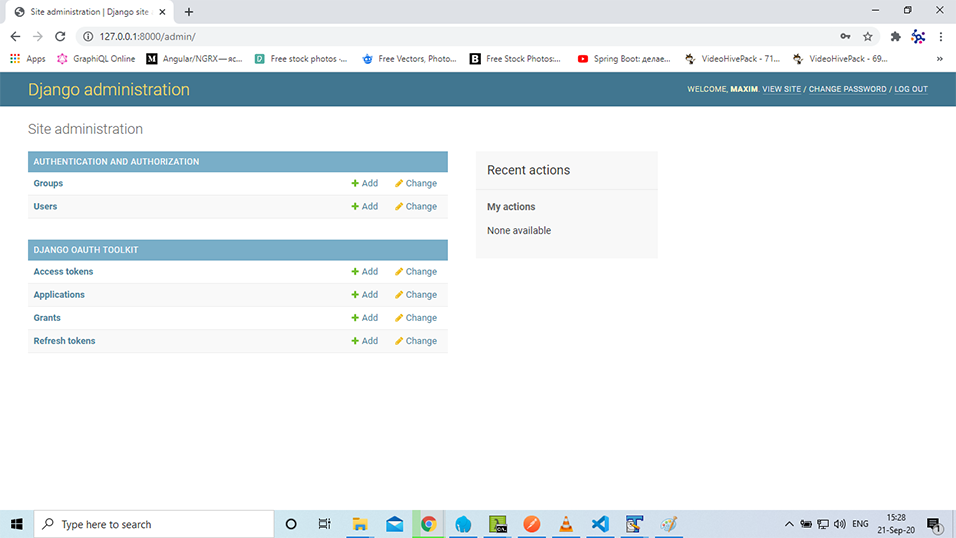 Site administration | Django site
127.0.0.1:8000/admin/
Apps GraphiQL Online Angular/NGRX — яс... Free stock photos ·... Free Vectors, Photo... Free Stock Photos:... Spring Boot: делае... VideoHivePack - 71... VideoHivePack - 69... »
Django administration
WELCOME, MAXIM. VIEW SITE / CHANGE PASSWORD / LOG OUT
Site administration
AUTHENTICATION AND AUTHORIZATION
Groups Add Change
Users Add Change
DJANGO OAUTH TOOLKIT
Access tokens Add Change
Applications Add Change
Grants Add Change
Refresh tokens Add Change
Recent actions
My actions
None available
Type here to search
ENG
15:28
21-Sep-20
1